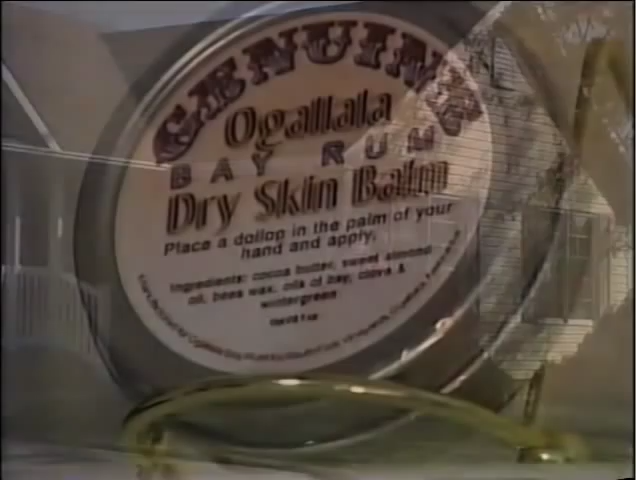 GENUINE
Ogallala
BAY RUM
Dry Skin Balm
Place a dollop in the palm of your
hand and apply.
Ingredients: cocoa butter, sweet almond
oil, bees wax, oils of bay, clove &
wintergreen